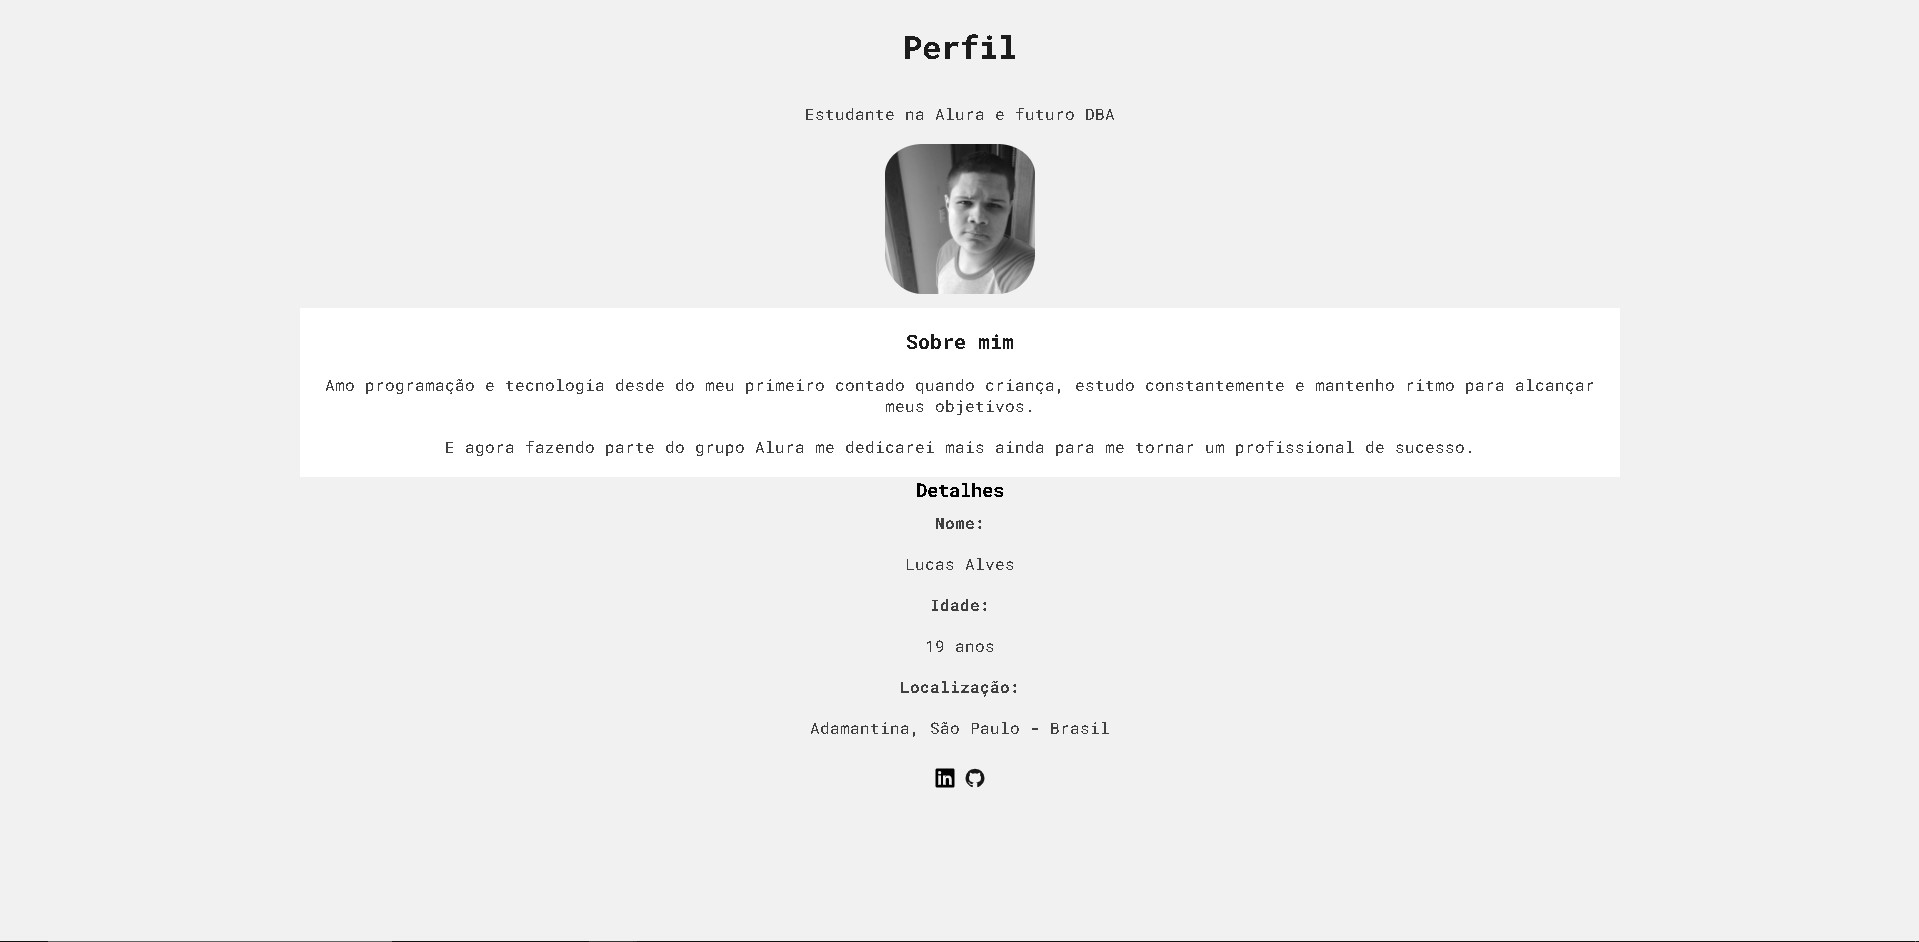 Perfil
Estudante na Alura e futuro DBA
Sobre mim
Amo programação e tecnologia desde do meu primeiro contado quando criança, estudo constantemente e mantenho ritmo para alcançar
meus objetivos.
E agora fazendo parte do grupo Alura me dedicarei mais ainda para me tornar um profissional de sucesso.
Detalhes
Nome:
Lucas Alves
Idade:
19 anos
Localização:
Adamantina, São Paulo - Brasil
in